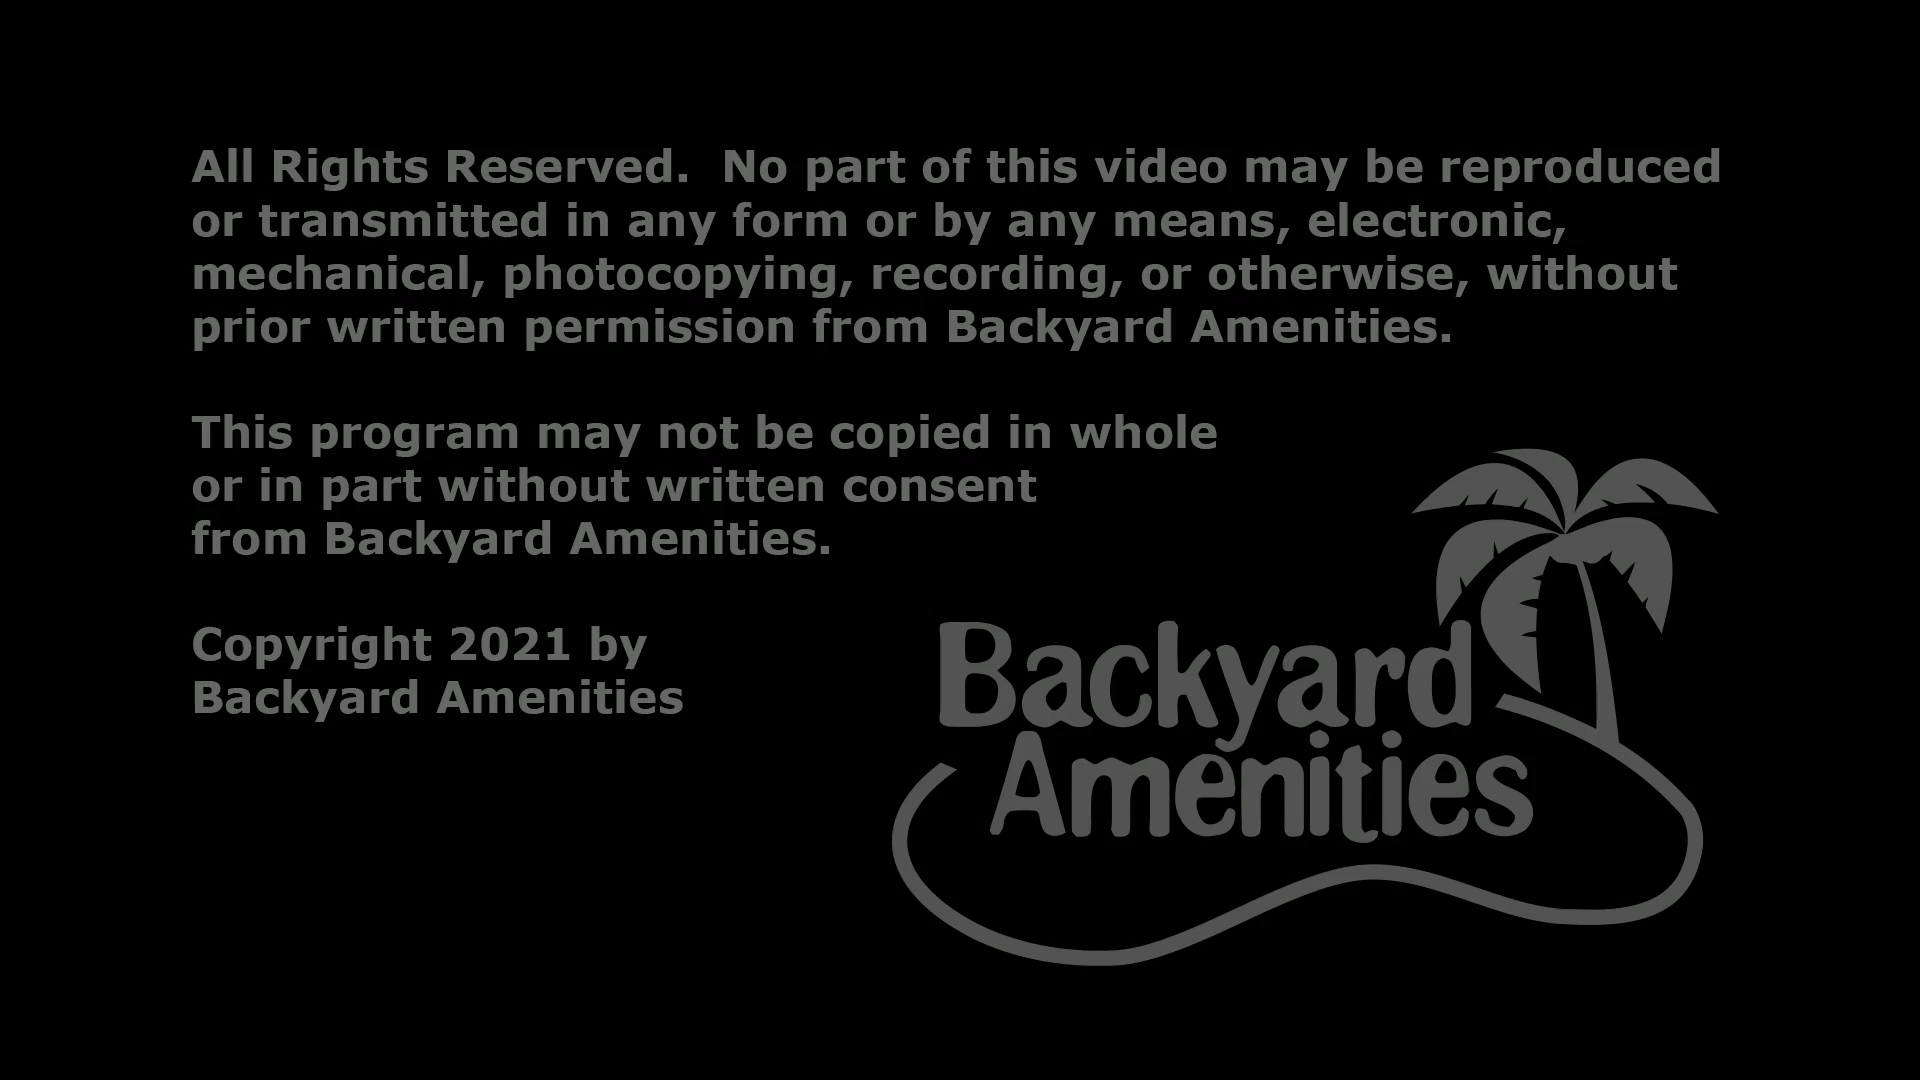 All Rights Reserved.  No part of this video may be reproduced
or transmitted in any form or by any means, electronic,
mechanical, photocopying, recording, or otherwise, without
prior written permission from Backyard Amenities.
This program may not be copied in whole
or in part without written consent
from Backyard Amenities.
Copyright 2021 by
Backyard Amenities
Backyard
Amenities